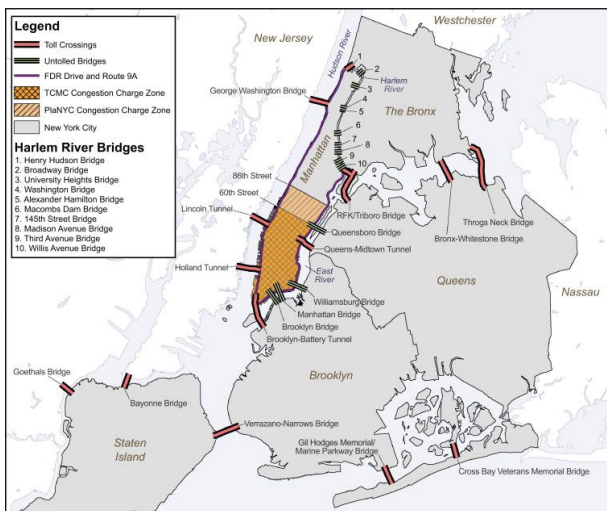 Legend
Toll Crossings
Untolled Bridges
FDR Drive and Route 9A
TCMC Congestion Charge Zone
PlaNYC Congestion Charge Zone
New York City
Harlem River Bridges
1. Henry Hudson Bridge
2. Broadway Bridge
3. University Heights Bridge
4. Washington Bridge
5. Alexander Hamilton Bridge
6. Macombs Dam Bridge
7. 145th Street Bridge
8. Madison Avenue Bridge
9. Third Avenue Bridge
10. Willis Avenue Bridge
Westchester
New Jersey
Hudson River
1
2
3
4
5
6
7
8
9
10
Harlem
River
The Bronx
George Washington Bridge
Manhattan
86th Street
60th Street
Lincoln Tunnel
Holland Tunnel
RFK/Triboro Bridge
Queensboro Bridge
Queens-Midtown Tunnel
Bronx-Whitestone Bridge
Throgs Neck Bridge
East
River
Queens
Nassau
Williamsburg Bridge
Manhattan Bridge
Brooklyn Bridge
Brooklyn-Battery Tunnel
Goethals Bridge
Bayonne Bridge
Brooklyn
Staten
Island
Verrazano-Narrows Bridge
Gil Hodges Memorial/
Marine Parkway Bridge
Cross Bay Veterans Memorial Bridge